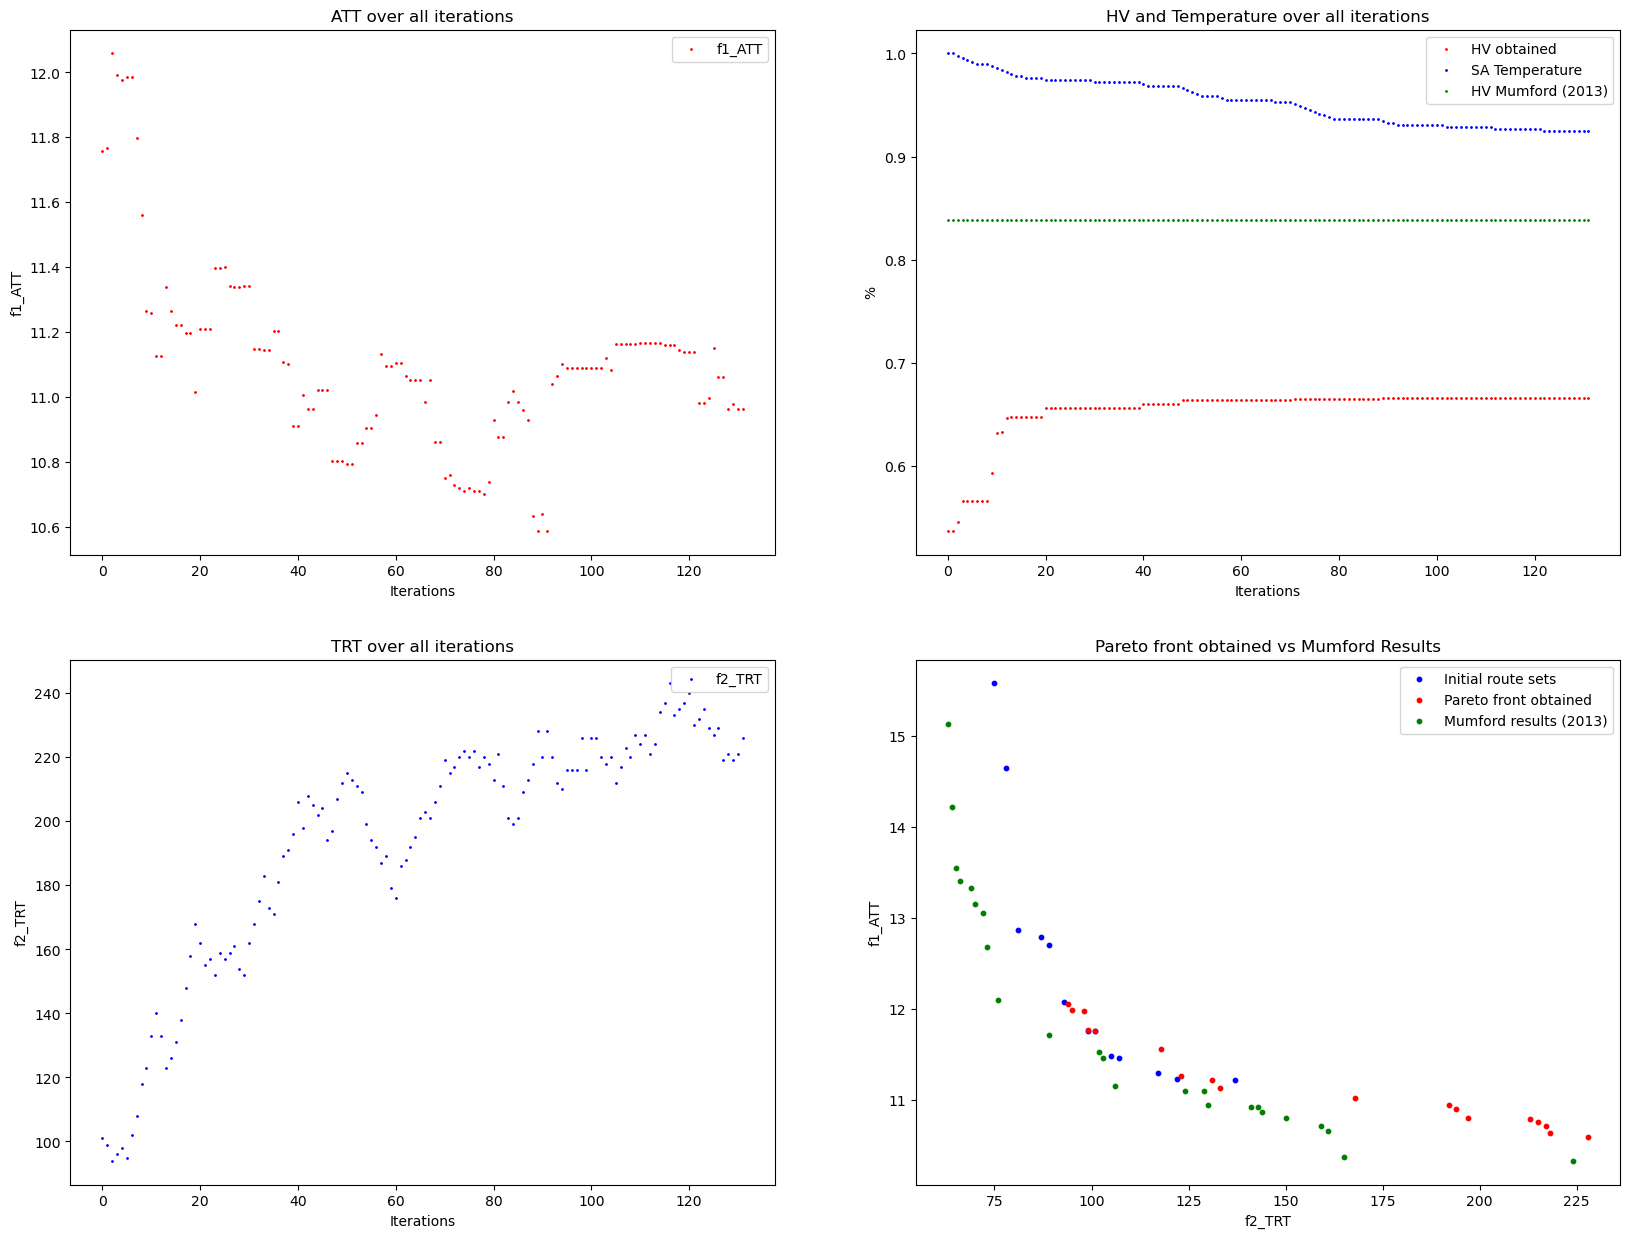 ATT over all iterations
f1_ATT
12.0
11.8
11.6
11.4
11.2
11.0
10.8
10.6
f1_ATT
0 20 40 60 80 100 120
Iterations
HV and Temperature over all iterations
HV obtained
SA Temperature
HV Mumford (2013)
1.0
0.9
0.8
0.7
0.6
%
0 20 40 60 80 100 120
Iterations
TRT over all iterations
f2_TRT
240
220
200
180
160
140
120
100
f2_TRT
0 20 40 60 80 100 120
Iterations
Pareto front obtained vs Mumford Results
Initial route sets
Pareto front obtained
Mumford results (2013)
15
14
13
12
11
f1_ATT
75 100 125 150 175 200 225
f2_TRT